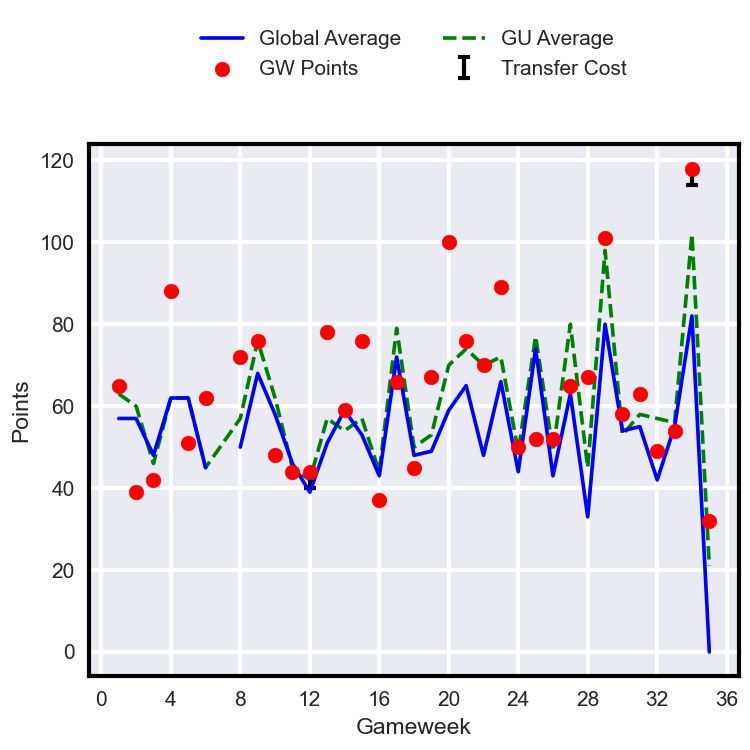 Global Average
GU Average
GW Points
Transfer Cost
120
100
80
60
40
20
0
Points
0 4 8 12 16 20 24 28 32 36
Gameweek